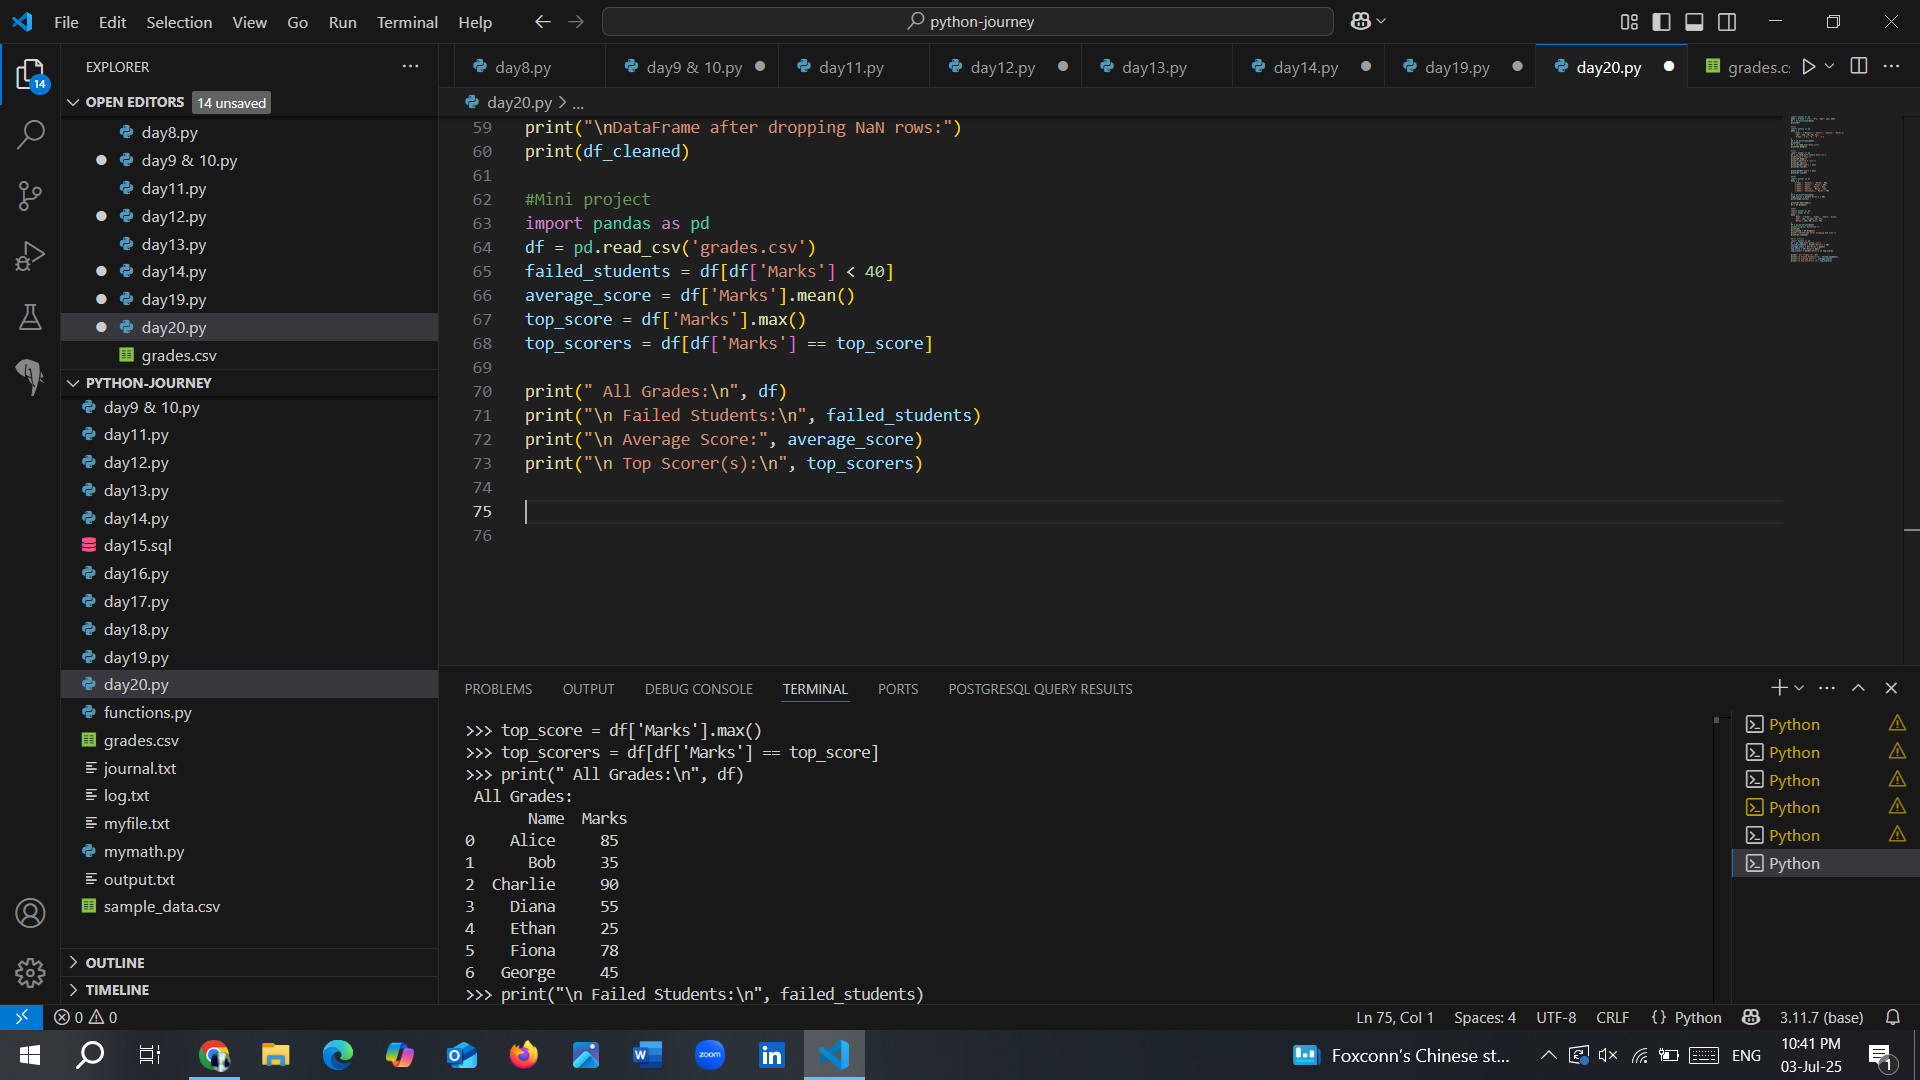 File Edit Selection View Go Run Terminal Help
python-journey
EXPLORER
OPEN EDITORS 14 unsaved
day8.py
day9 & 10.py
day11.py
day12.py
day13.py
day14.py
day19.py
day20.py
grades.csv
PYTHON-JOURNEY
day9 & 10.py
day11.py
day12.py
day13.py
day14.py
day15.sql
day16.py
day17.py
day18.py
day19.py
day20.py
functions.py
grades.csv
journal.txt
log.txt
myfile.txt
mymath.py
output.txt
sample_data.csv
OUTLINE
TIMELINE
14
day8.py day9 & 10.py day11.py day12.py day13.py day14.py day19.py day20.py grades.c
day20.py > ...
59 print("\nDataFrame after dropping NaN rows:")
60 print(df_cleaned)
61
62 #Mini project
63 import pandas as pd
64 df = pd.read_csv('grades.csv')
65 failed_students = df[df['Marks'] < 40]
66 average_score = df['Marks'].mean()
67 top_score = df['Marks'].max()
68 top_scorers = df[df['Marks'] == top_score]
69
70 print(" All Grades:\n", df)
71 print("\n Failed Students:\n", failed_students)
72 print("\n Average Score:", average_score)
73 print("\n Top Scorer(s):\n", top_scorers)
74
75
76
PROBLEMS OUTPUT DEBUG CONSOLE TERMINAL PORTS POSTGRESQL QUERY RESULTS
>>> top_score = df['Marks'].max()
>>> top_scorers = df[df['Marks'] == top_score]
>>> print(" All Grades:\n", df)
All Grades:
Name Marks
0 Alice 85
1 Bob 35
2 Charlie 90
3 Diana 55
4 Ethan 25
5 Fiona 78
6 George 45
>>> print("\n Failed Students:\n", failed_students)
Python
Python
Python
Python
Python
Python
0 0
Ln 75, Col 1 Spaces: 4 UTF-8 CRLF {} Python 3.11.7 (base)
zoom
Foxconn's Chinese st...
ENG
10:41 PM
03-Jul-25
1